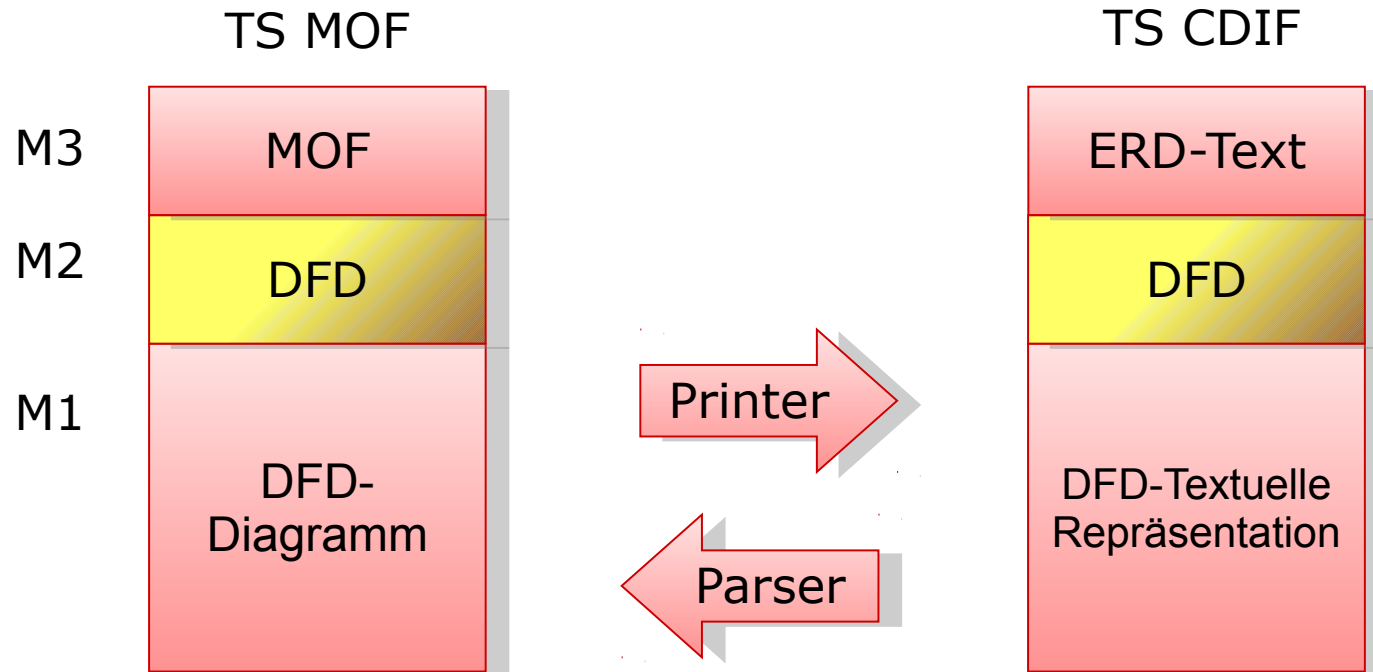 TS MOF
TS CDIF
M3
MOF
ERD-Text
M2
DFD
DFD
M1
Printer
DFD-
Diagramm
DFD-Textuelle
Repräsentation
Parser